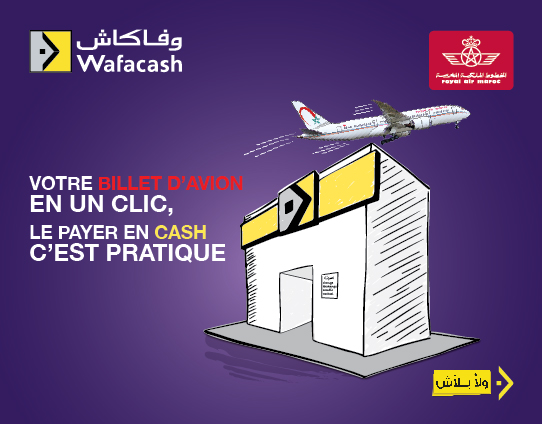 وفاكاش
Wafacash
الخطوط الملكية المغربية
royal air maroc
VOTRE BILLET D'AVION
EN UN CLIC,
LE PAYER EN CASH
C'EST PRATIQUE
ولا بلاش